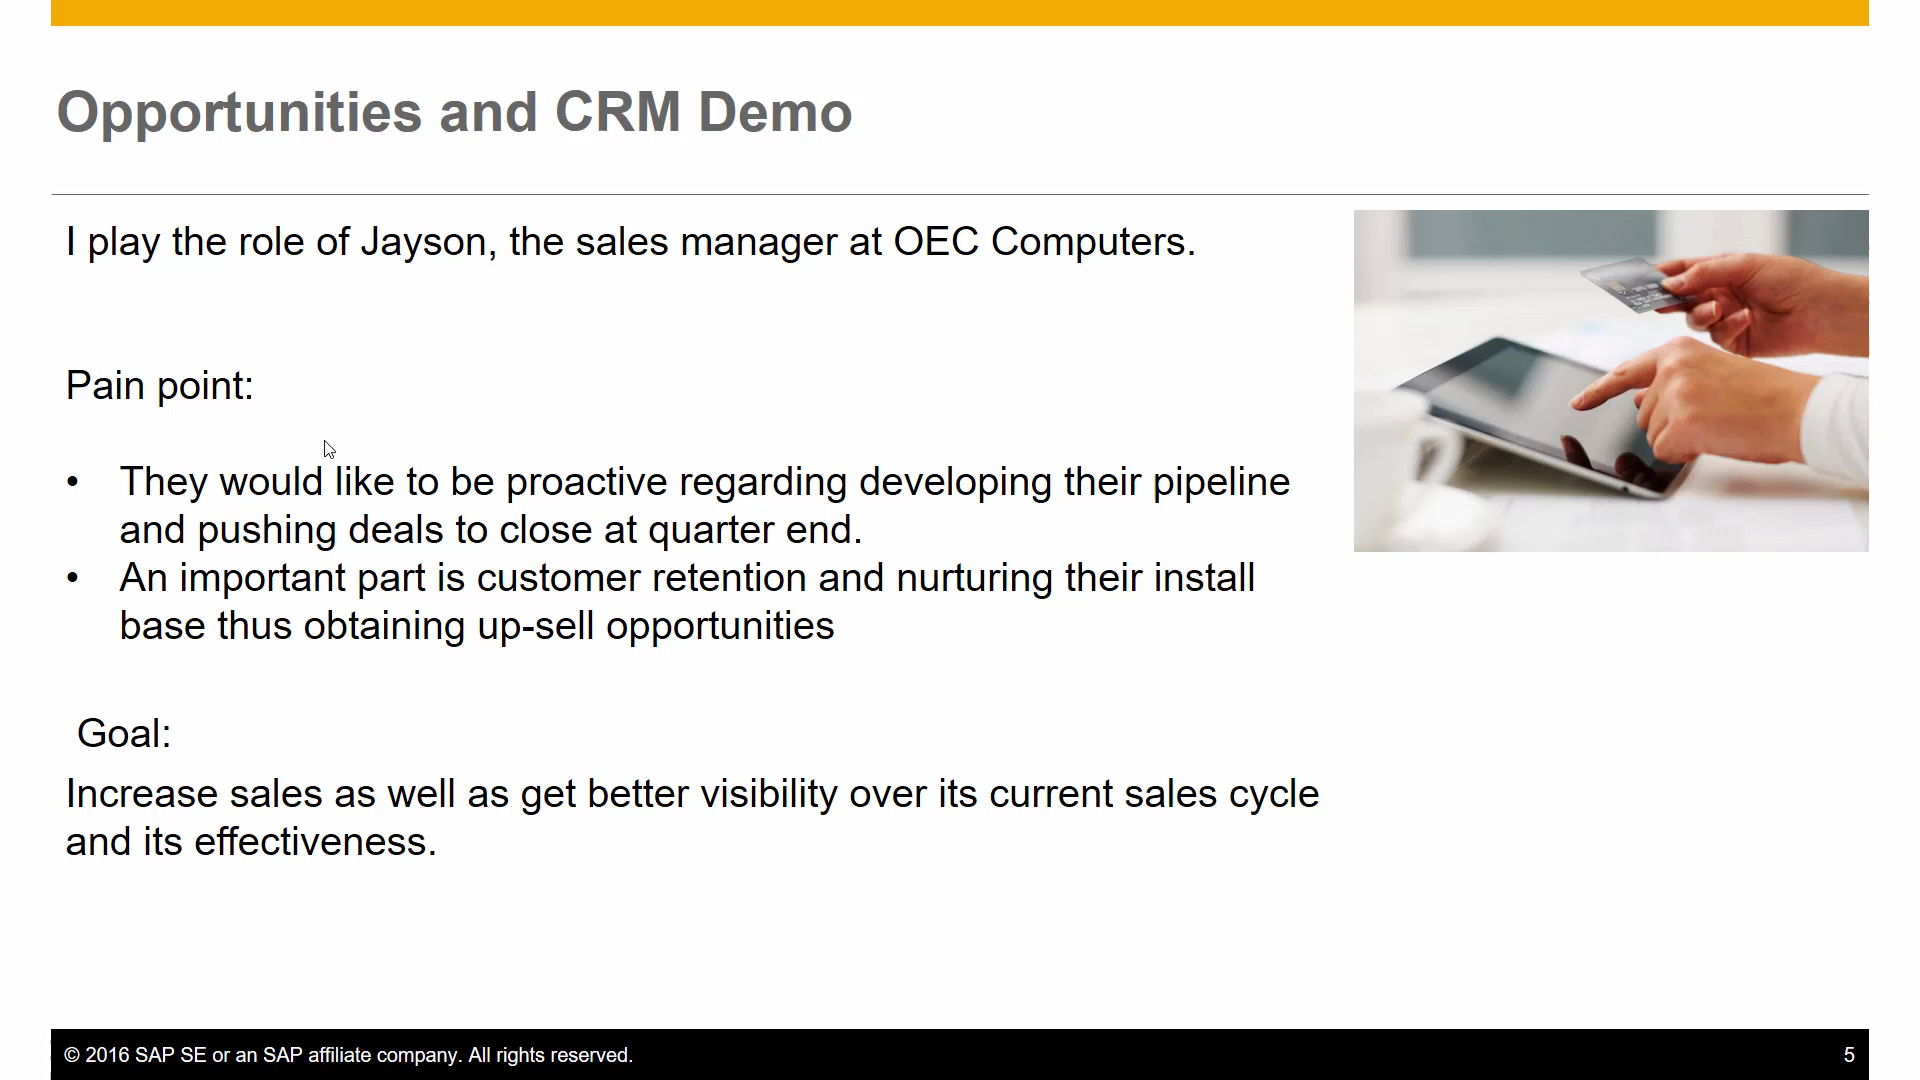 Opportunities and CRM Demo
I play the role of Jayson, the sales manager at OEC Computers.
Pain point:
• They would like to be proactive regarding developing their pipeline
and pushing deals to close at quarter end.
• An important part is customer retention and nurturing their install
base thus obtaining up-sell opportunities
Goal:
Increase sales as well as get better visibility over its current sales cycle
and its effectiveness.
© 2016 SAP SE or an SAP affiliate company. All rights reserved.
5